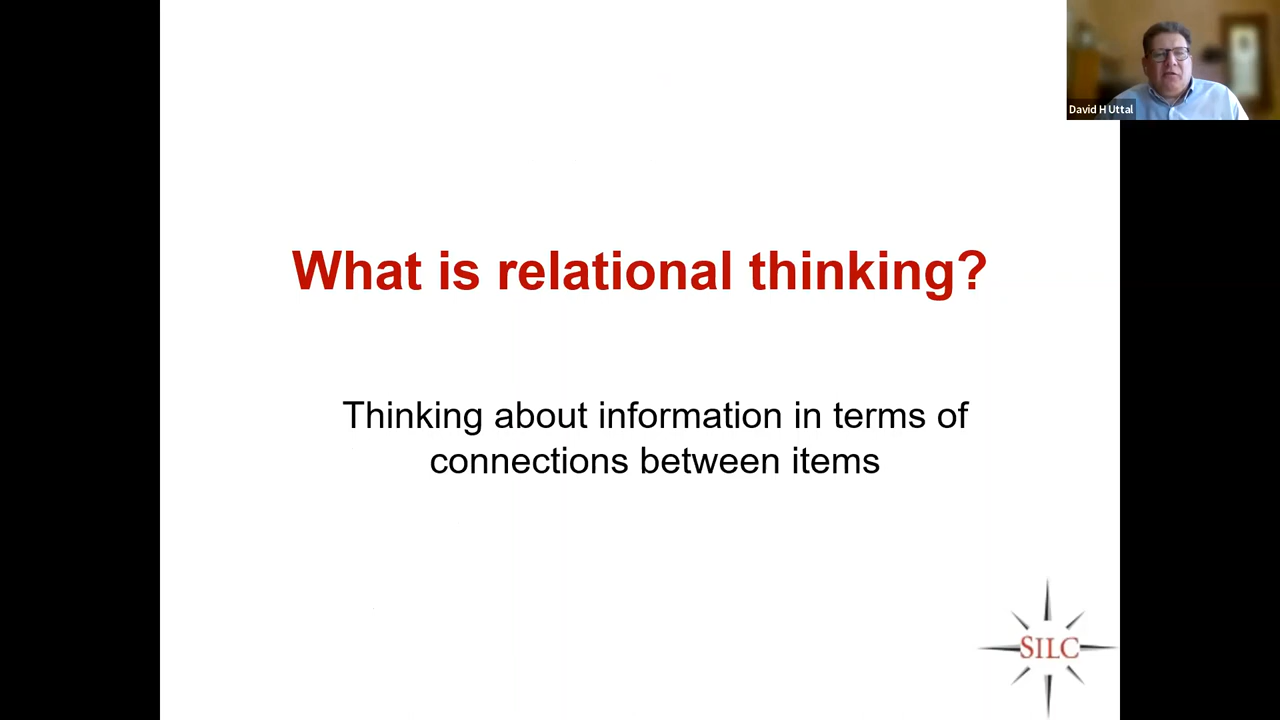 David H Uttal
What is relational thinking?
Thinking about information in terms of
connections between items
SILC